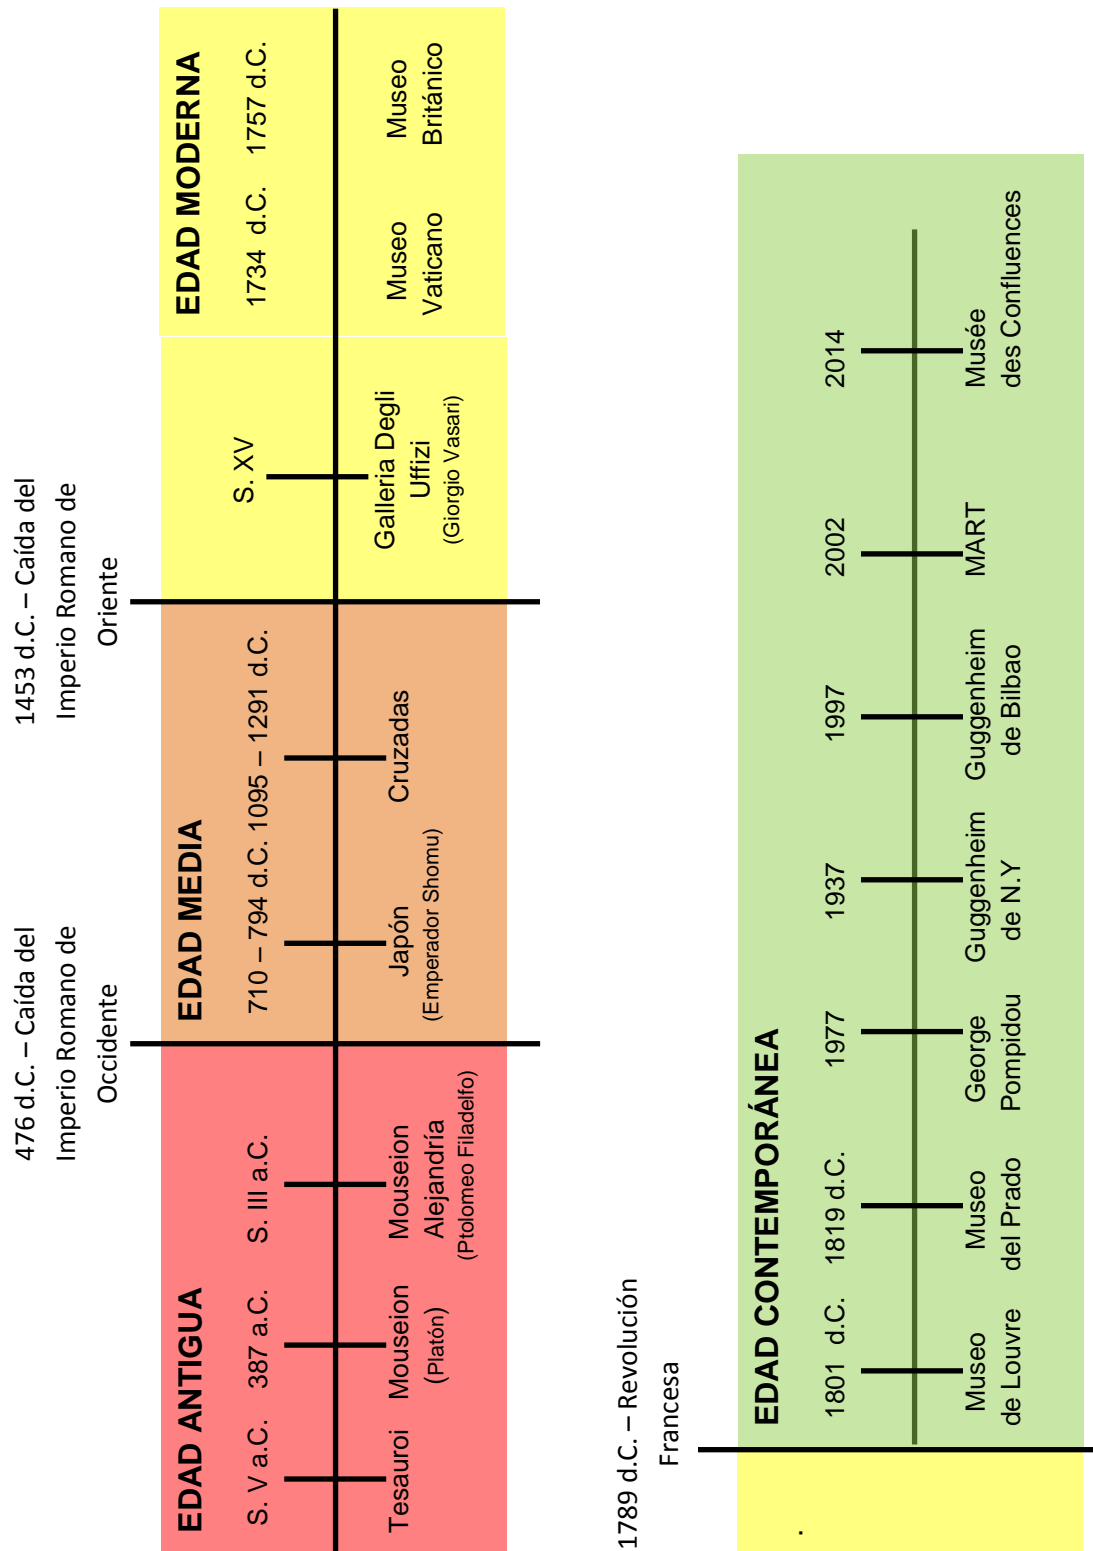 476 d.C. – Caída del
Imperio Romano de
Occidente
1453 d.C. – Caída del
Imperio Romano de
Oriente
EDAD ANTIGUA
S. V a.C.
387 a.C.
S. III a.C.
Tesauroi
Mouseion
(Platón)
Mouseion
Alejandría
(Ptolomeo Filadelfo)
EDAD MEDIA
710 – 794 d.C.
1095 – 1291 d.C.
Japón
(Emperador Shomu)
Cruzadas
EDAD MODERNA
S. XV
1734 d.C.
1757 d.C.
Galleria Degli
Uffizi
(Giorgio Vasari)
Museo
Vaticano
Museo
Británico
1789 d.C. – Revolución
Francesa
.
EDAD CONTEMPORÁNEA
1801 d.C.
1819 d.C.
1977
1937
1997
2002
2014
Museo
de Louvre
Museo
del Prado
George
Pompidou
Guggenheim
de N.Y
Guggenheim
de Bilbao
MART
Musée
des Confluences